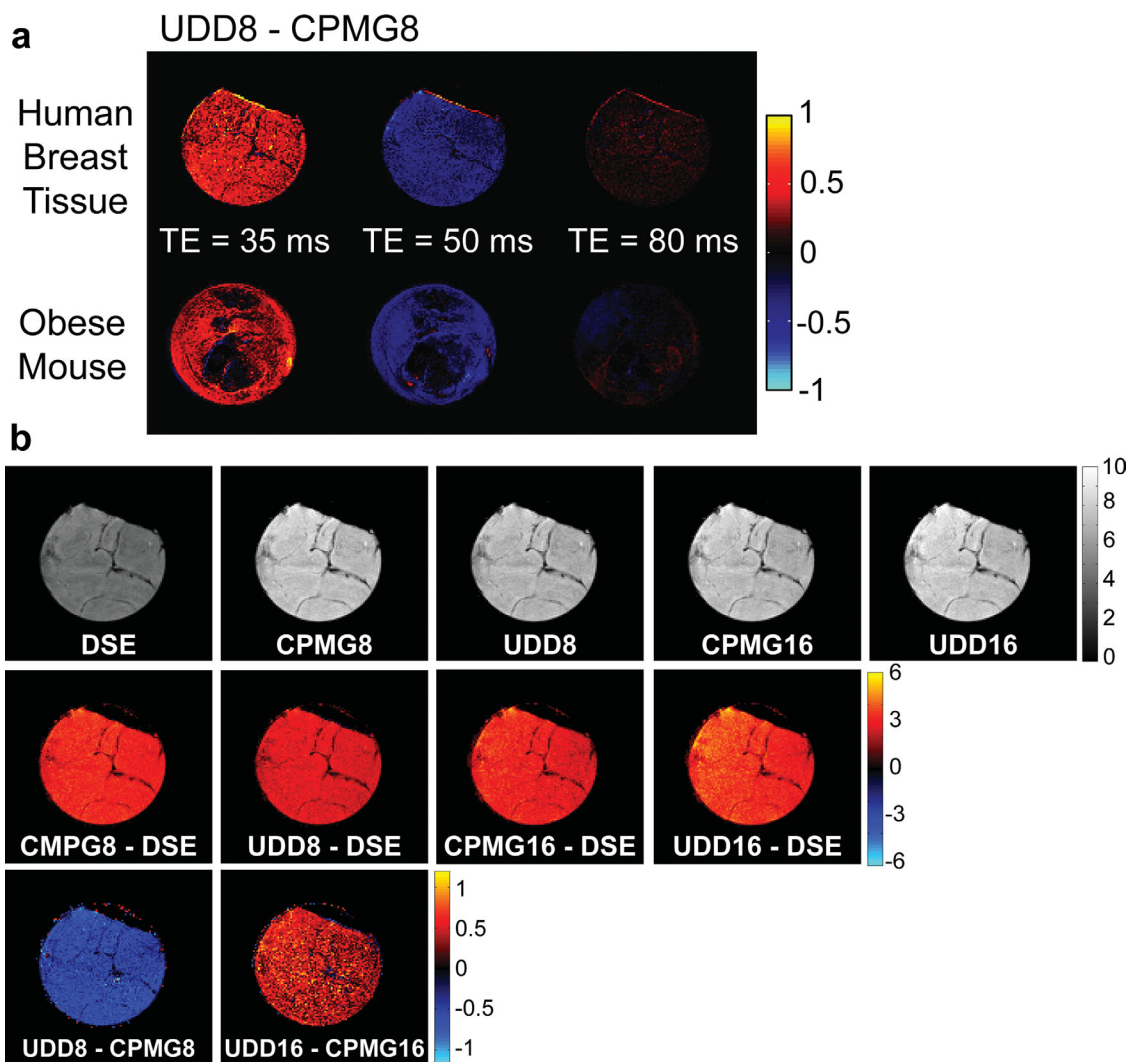 a
UDD8 - CPMG8
Human
Breast
Tissue
TE = 35 ms
TE = 50 ms
TE = 80 ms
Obese
Mouse
1
0.5
0
-0.5
-1
b
DSE
CPMG8
UDD8
CPMG16
UDD16
10
8
6
4
2
0
CMPG8 - DSE
UDD8 - DSE
CPMG16 - DSE
UDD16 - DSE
6
3
0
-3
-6
UDD8 - CPMG8
UDD16 - CPMG16
1
0.5
0
-0.5
-1